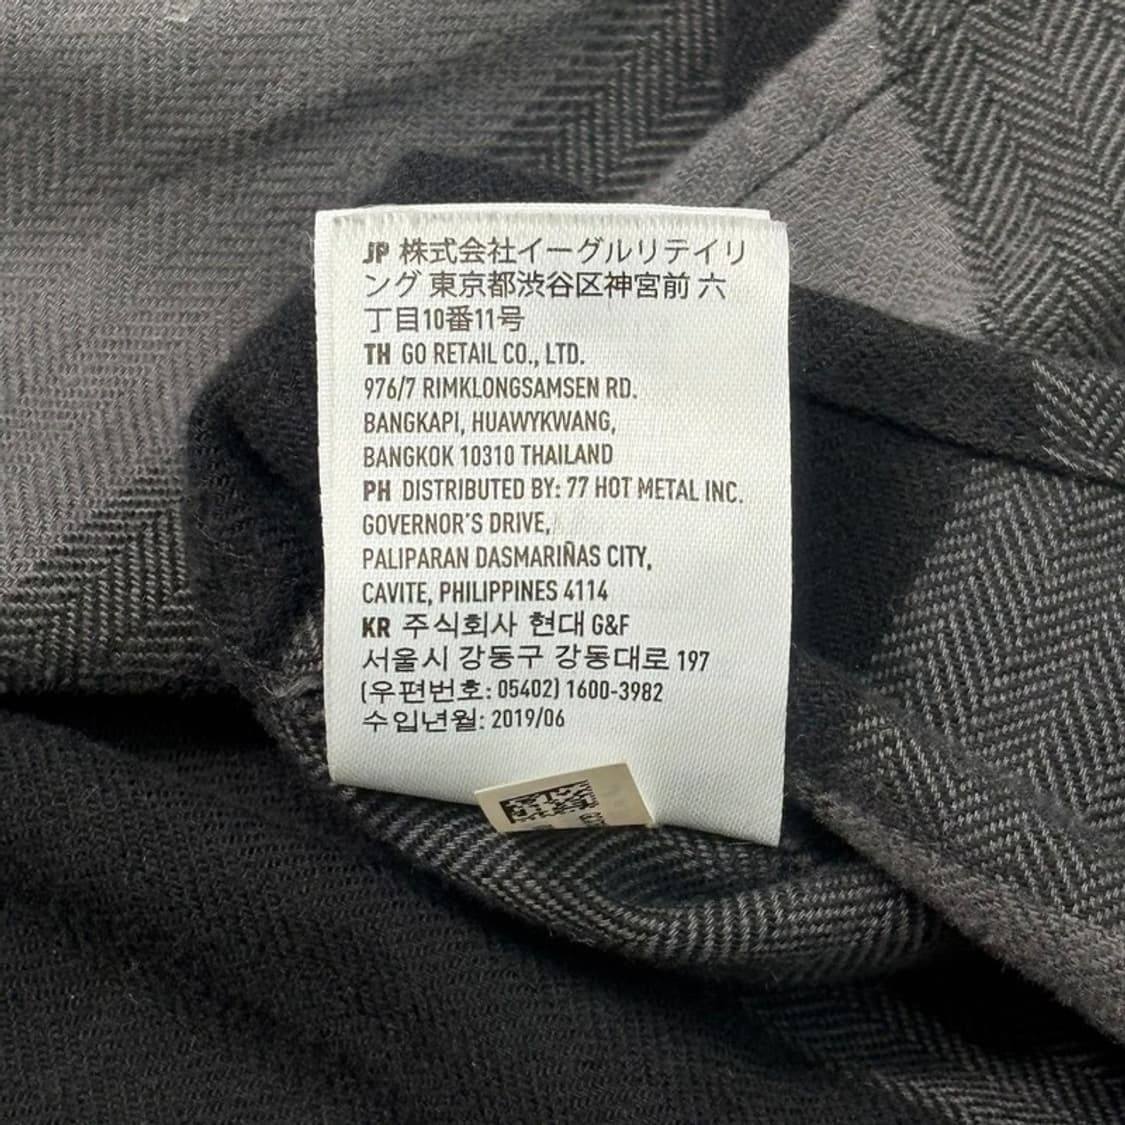 JP 株式会社イーグルリテイリ
ング 東京都渋谷区神宮前 六
丁目10番11号
TH GO RETAIL CO., LTD.
976/7 RIMKLONGSAMSEN RD.
BANGKAPI, HUAWYKWANG,
BANGKOK 10310 THAILAND
PH DISTRIBUTED BY: 77 HOT METAL INC.
GOVERNOR'S DRIVE,
PALIPARAN DASMARIÑAS CITY,
CAVITE, PHILIPPINES 4114
KR 주식회사 현대 G&F
서울시 강동구 강동대로 197
(우편번호: 05402) 1600-3982
수입년월: 2019/06